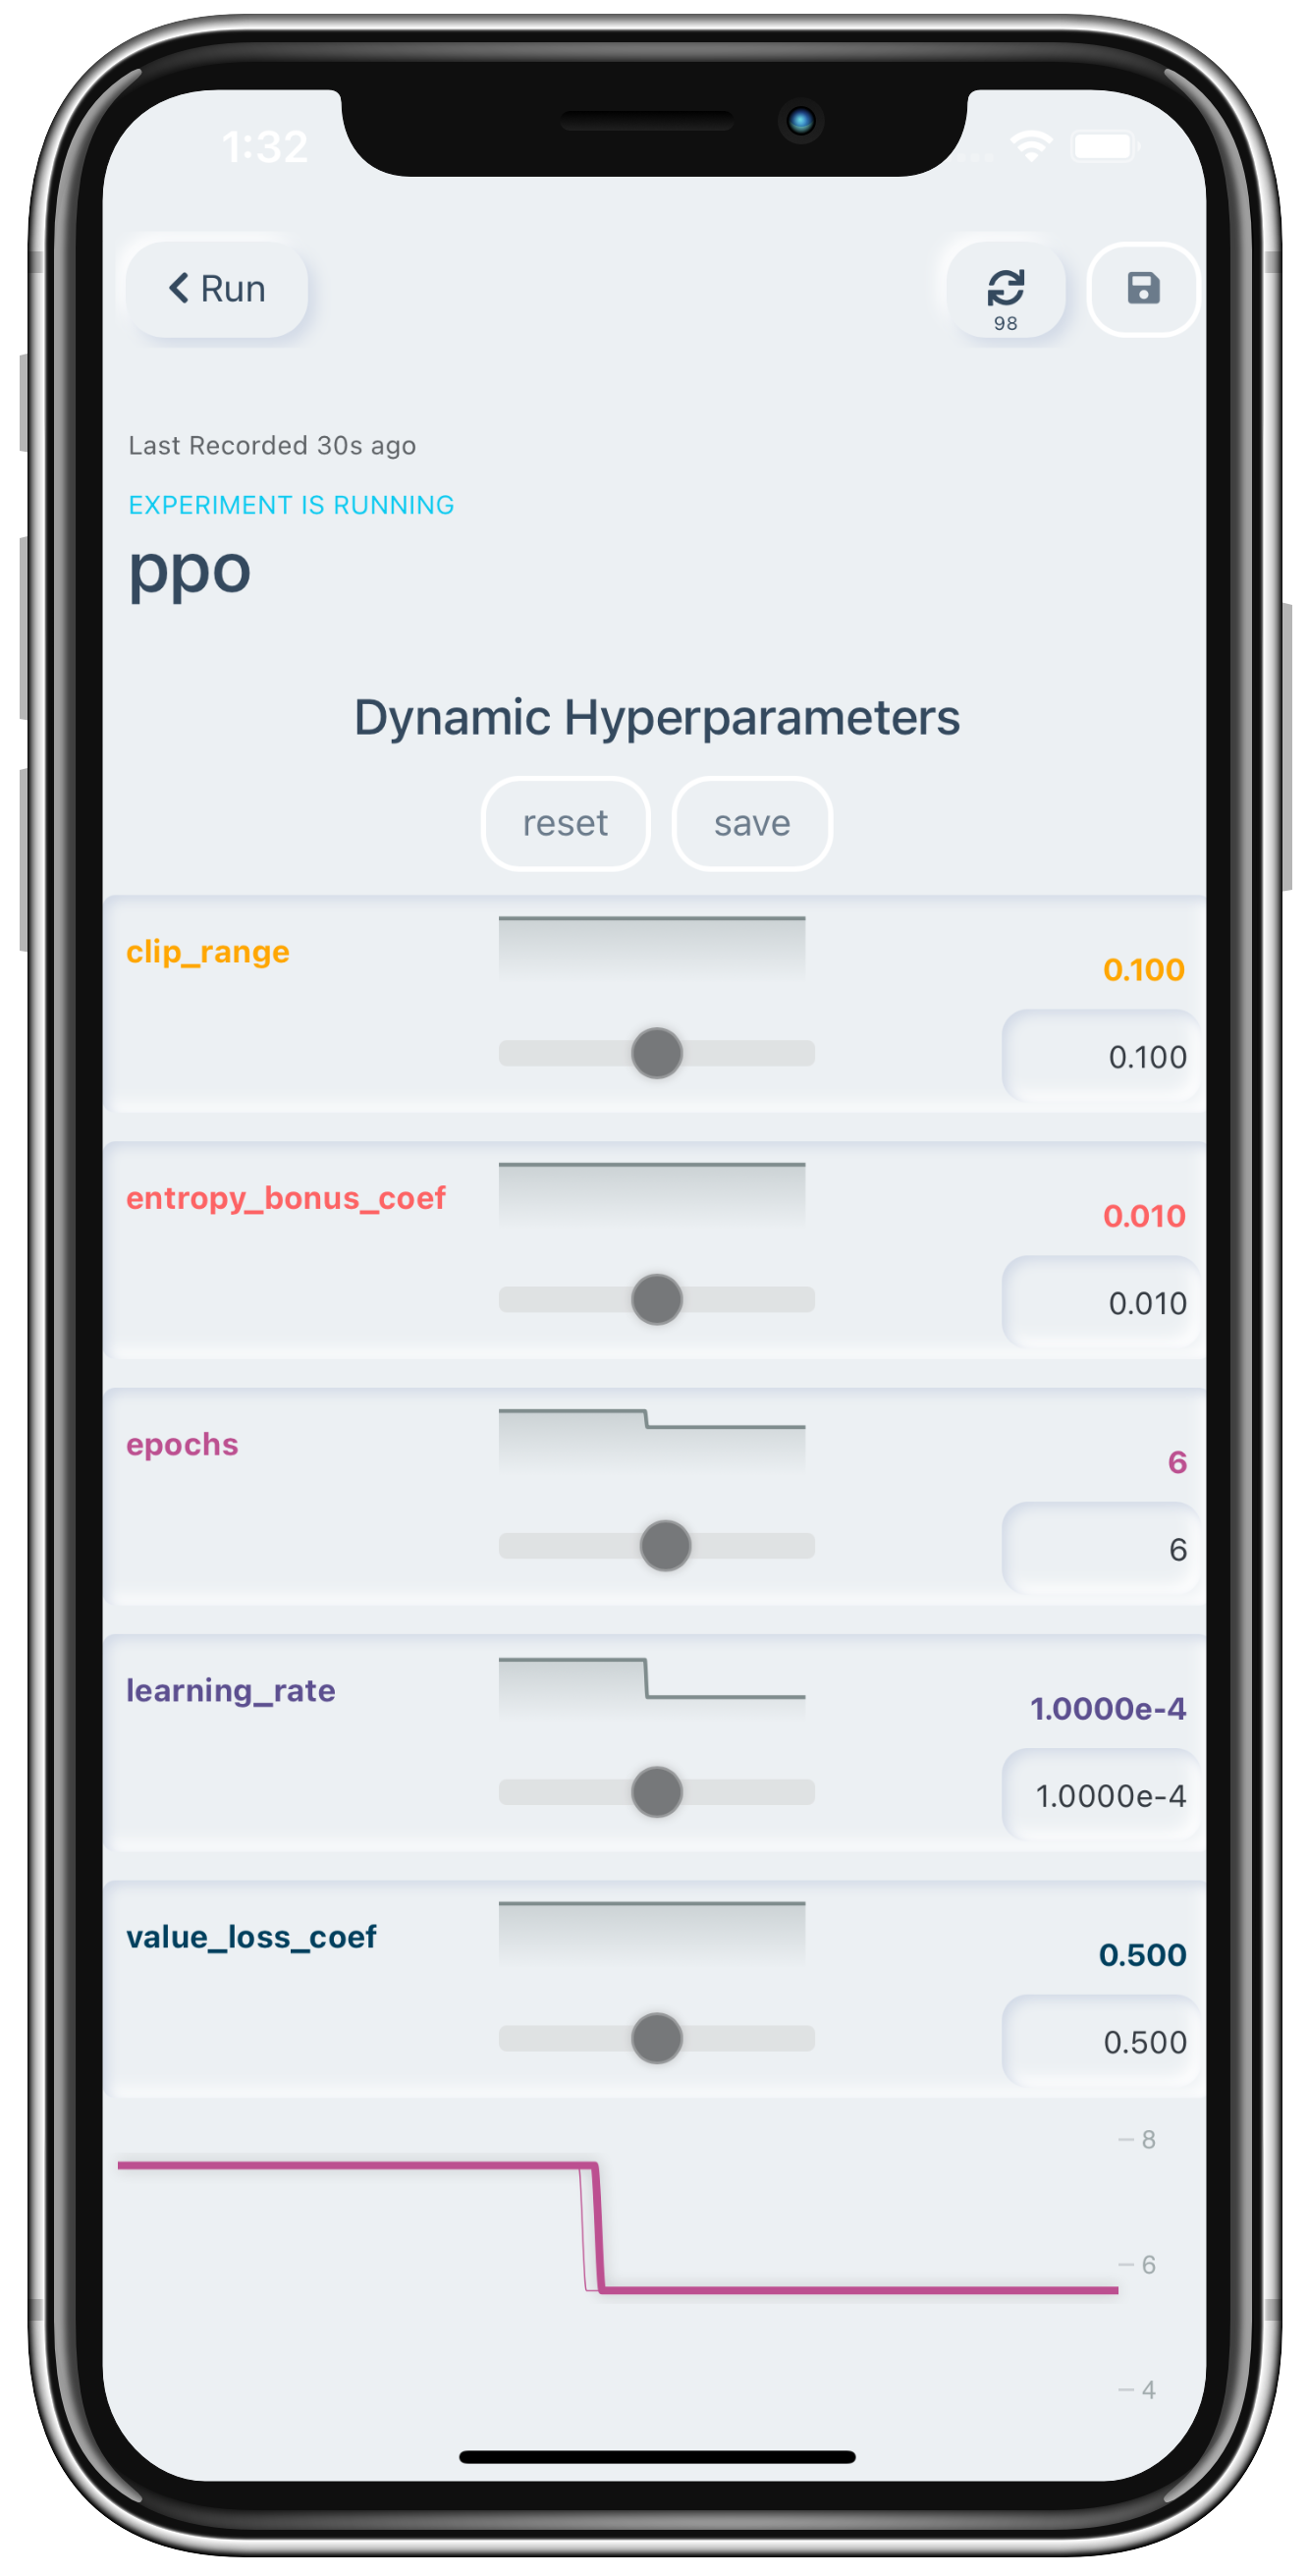 1:32
Run
98
Last Recorded 30s ago
EXPERIMENT IS RUNNING
ppo
Dynamic Hyperparameters
reset save
clip_range
0.100
0.100
entropy_bonus_coef
0.010
0.010
epochs
6
6
learning_rate
1.0000e-4
1.0000e-4
value_loss_coef
0.500
0.500
8
6
4